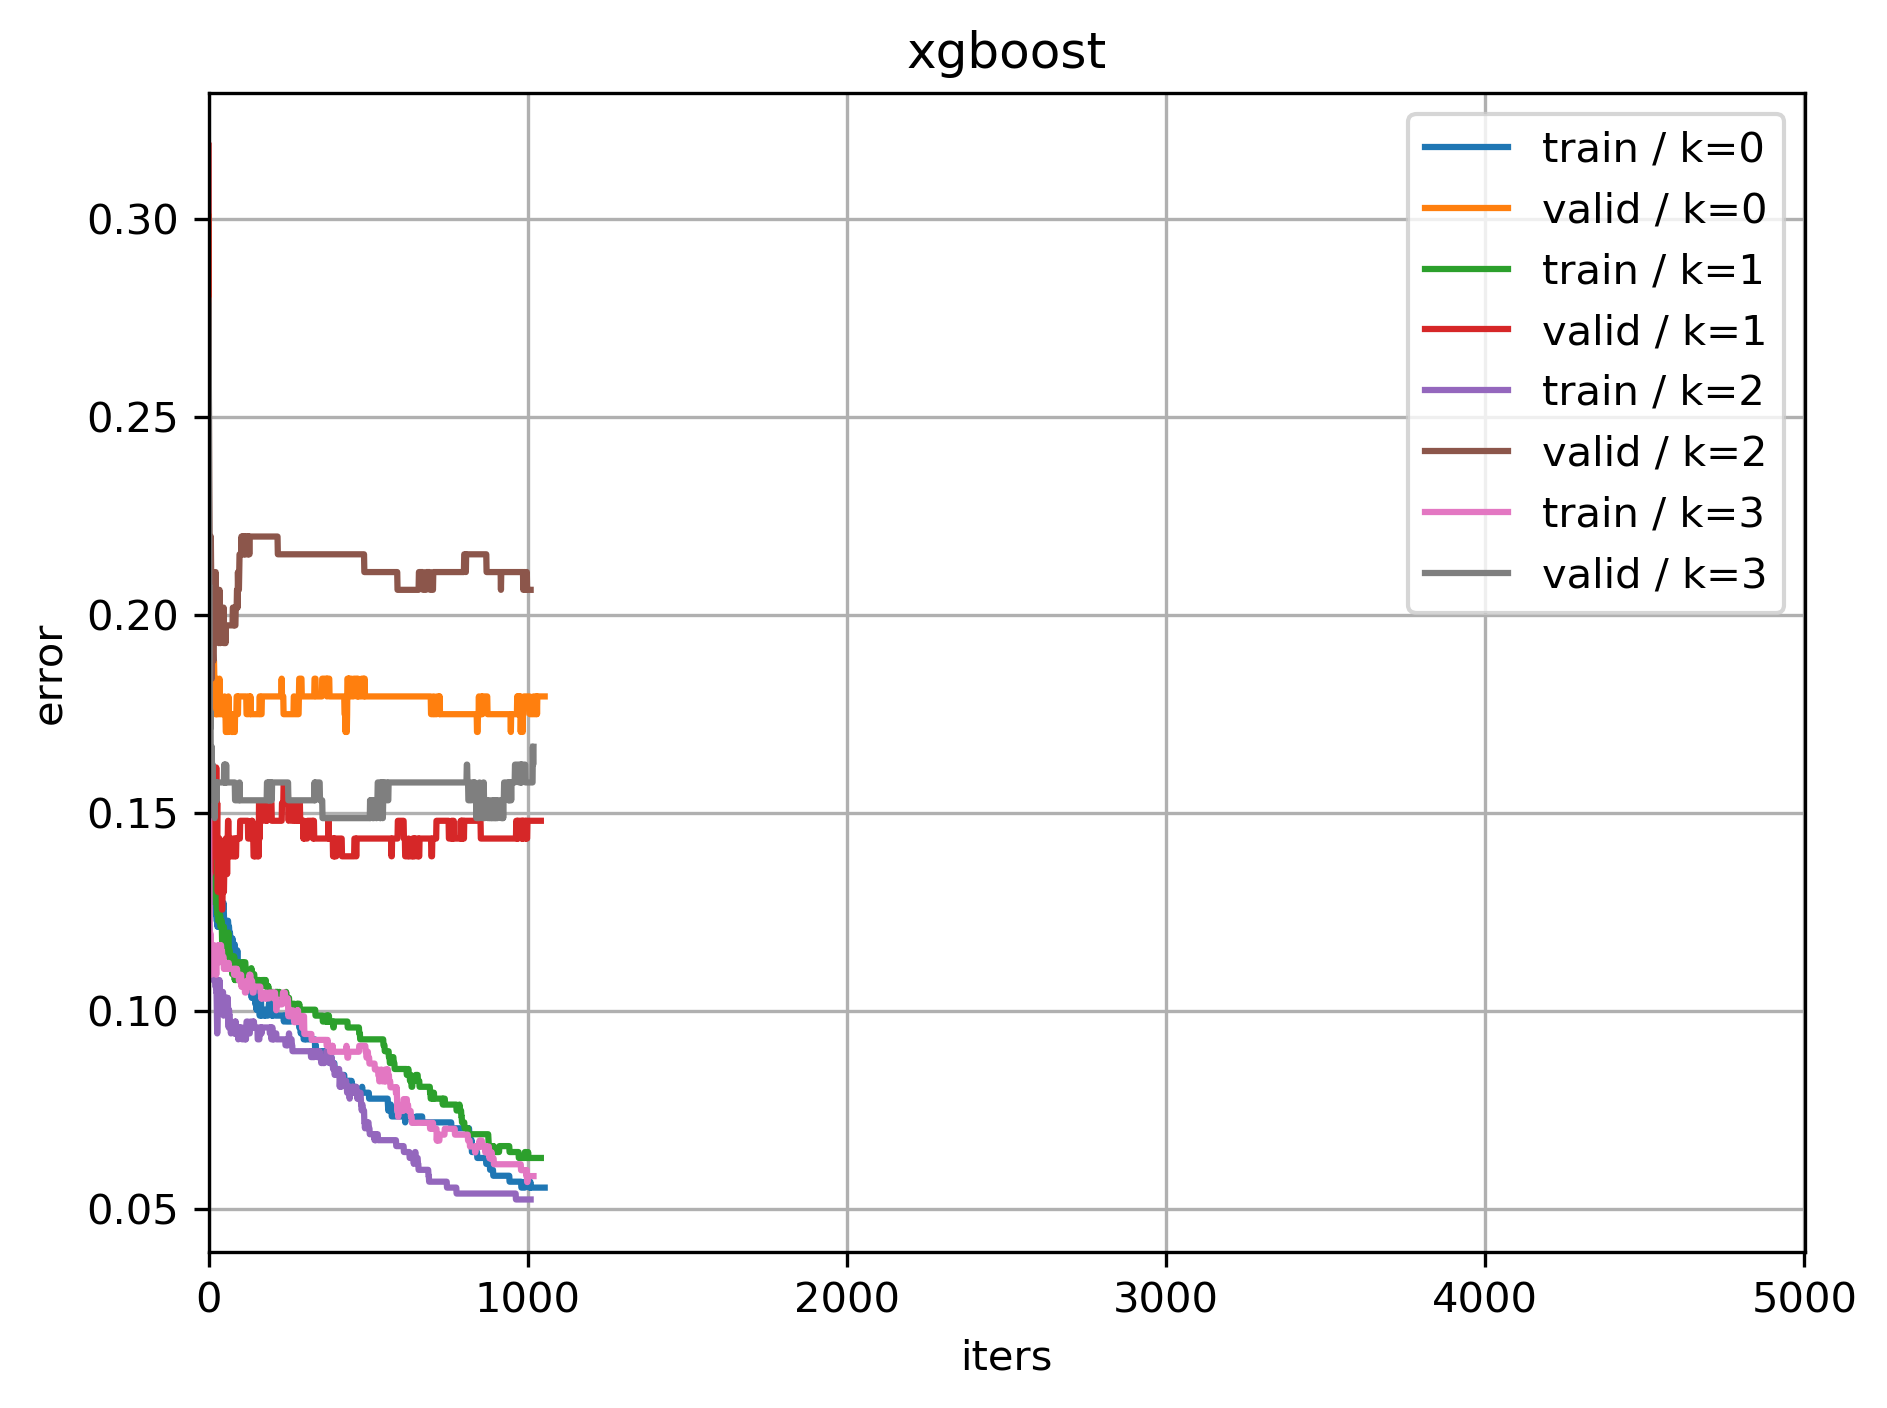 xgboost
train / k=0
valid / k=0
train / k=1
valid / k=1
train / k=2
valid / k=2
train / k=3
valid / k=3
0.30
0.25
0.20
0.15
0.10
0.05
error
0 1000 2000 3000 4000 5000
iters